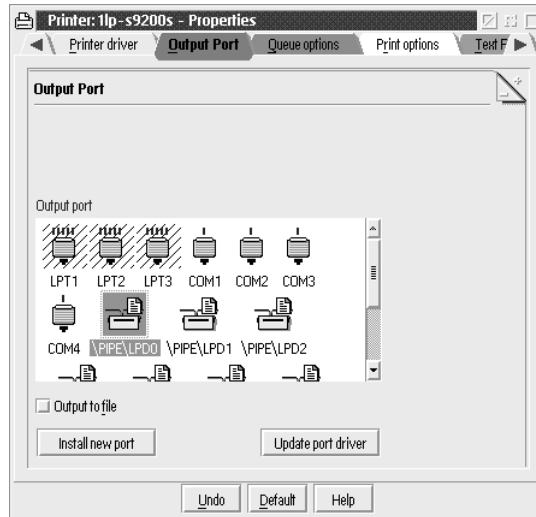 Printer: 1lp-s9200s - Properties
Printer driver Output Port Queue options Print options Text F
Output Port
Output port
LPT1 LPT2 LPT3 COM1 COM2 COM3
COM4 \PIPE\LPD0 \PIPE\LPD1 \PIPE\LPD2
Output to file
Install new port Update port driver
Undo Default Help